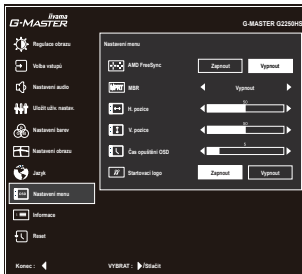 iiyama
G-MASTER
G-MASTER G2250HS
Regulace obrazu
Volba vstupů
Nastavení audio
Uložit uživ. nastav.
Nastavení barev
Nastavení obrazu
Jazyk
Nastavení menu
Informace
Reset
Nastavení menu
AMD FreeSync Zapnout Vypnout
MBR Vypnout
H. pozice 50
V. pozice 50
Čas opuštění OSD 5
Startovací logo Zapnout Vypnout
Konec : VYBRAT : /Stlačit